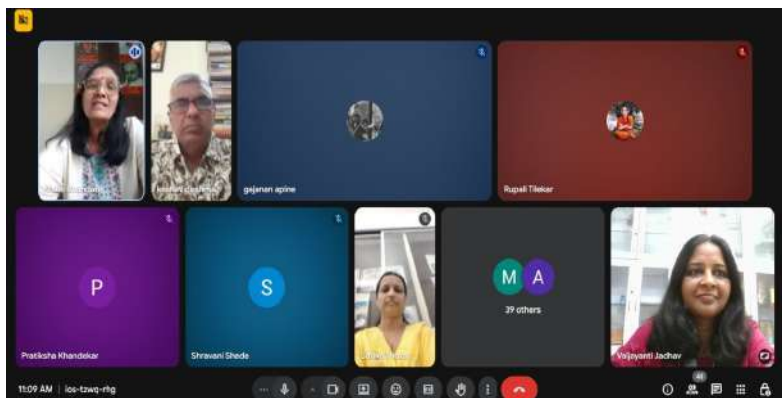 gajanan apine
Rupali Tilekar
P
Pratiksha Khandekar
S
Shravani Shede
M A
39 others
Vaijayanti Jadhav
11:09 AM | ios-tzwq-rhg